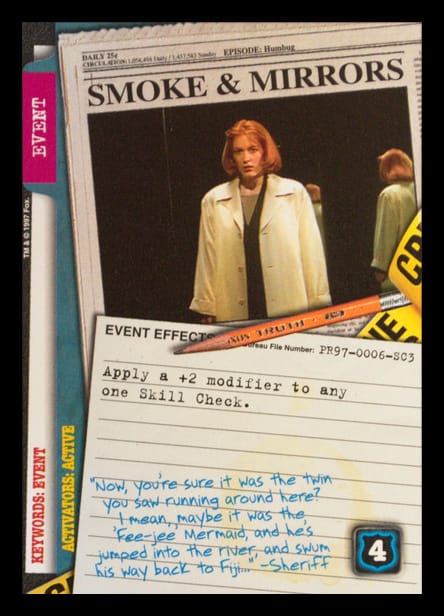 DAILY 25¢
EPISODE: Humbug
SMOKE & MIRRORS
EVENT
TM & © 1997 Fox.
KEYWORDS: EVENT
ACTIVATORS: ACTIVE
TRUTH
EVENT EFFECTS
ureau File Number: PR97-0006-SC3
Apply a +2 modifier to any
one Skill Check.
"Now, you're sure it was the twin
you saw running around here?
I mean, maybe it was the
'Fee-jee Mermaid, and he's
jumped into the river, and swum
his way back to Fiji..." -Sheriff
4